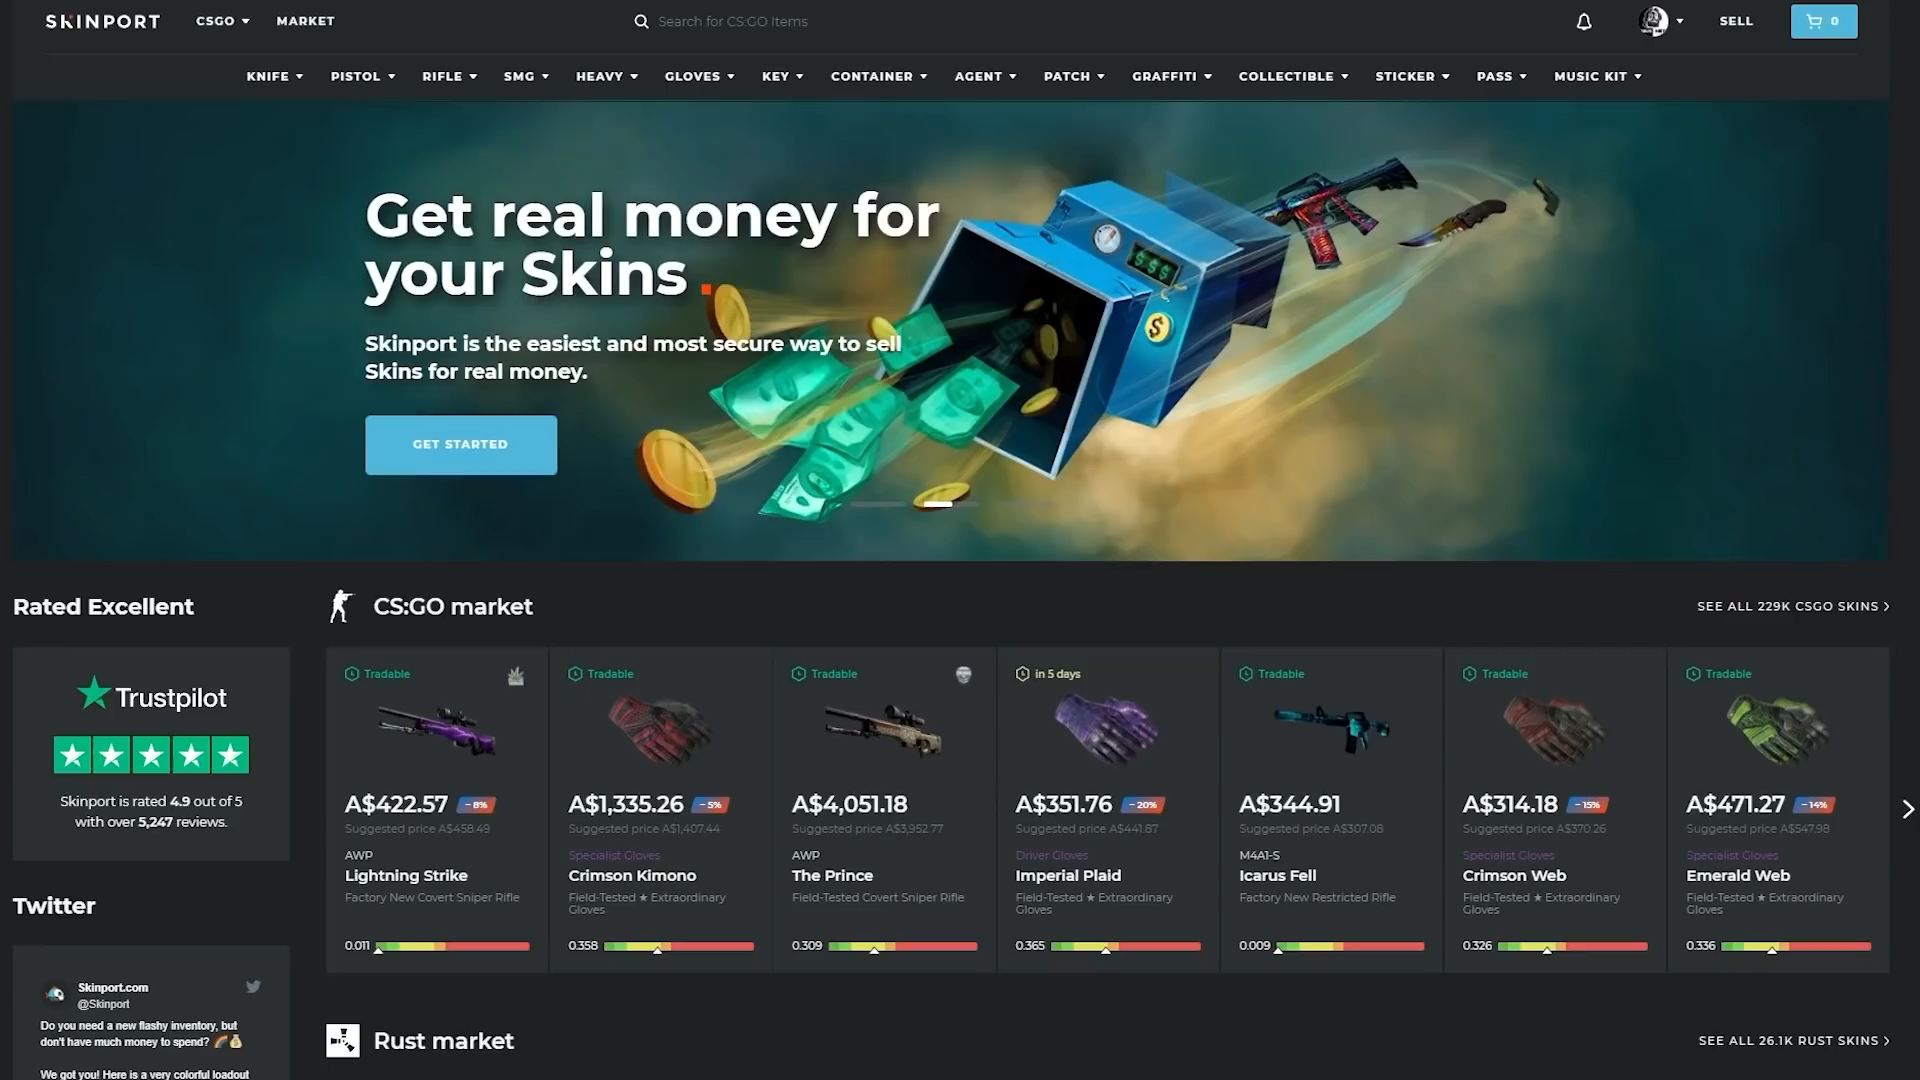 SKINPORT
CSGO
MARKET
Search for CS:GO Items
SELL
0
KNIFE
PISTOL
RIFLE
SMG
HEAVY
GLOVES
KEY
CONTAINER
AGENT
PATCH
GRAFFITI
COLLECTIBLE
STICKER
PASS
MUSIC KIT
Get real money for
your Skins
Skinport is the easiest and most secure way to sell
Skins for real money.
GET STARTED
$$$
$
Rated Excellent
Trustpilot
Skinport is rated 4.9 out of 5
with over 5,247 reviews.
Twitter
Skinport.com
@Skinport
Do you need a new flashy inventory, but
don't have much money to spend? 🌈💰
We got you! Here is a very colorful loadout
CS:GO market
SEE ALL 229K CSGO SKINS >
Tradable
A$422.57
- 8%
Suggested price A$458.49
AWP
Lightning Strike
Factory New Covert Sniper Rifle
0.011
Tradable
A$1,335.26
- 5%
Suggested price A$1,407.44
Specialist Gloves
Crimson Kimono
Field-Tested ★ Extraordinary
Gloves
0.358
Tradable
A$4,051.18
Suggested price A$3,952.77
AWP
The Prince
Field-Tested Covert Sniper Rifle
0.309
in 5 days
A$351.76
- 20%
Suggested price A$441.87
Driver Gloves
Imperial Plaid
Field-Tested ★ Extraordinary
Gloves
0.365
Tradable
A$344.91
Suggested price A$307.08
M4A1-S
Icarus Fell
Factory New Restricted Rifle
0.009
Tradable
A$314.18
- 15%
Suggested price A$370.26
Specialist Gloves
Crimson Web
Field-Tested ★ Extraordinary
Gloves
0.326
Tradable
A$471.27
- 14%
Suggested price A$547.98
Specialist Gloves
Emerald Web
Field-Tested ★ Extraordinary
Gloves
0.336
Rust market
SEE ALL 26.1K RUST SKINS >